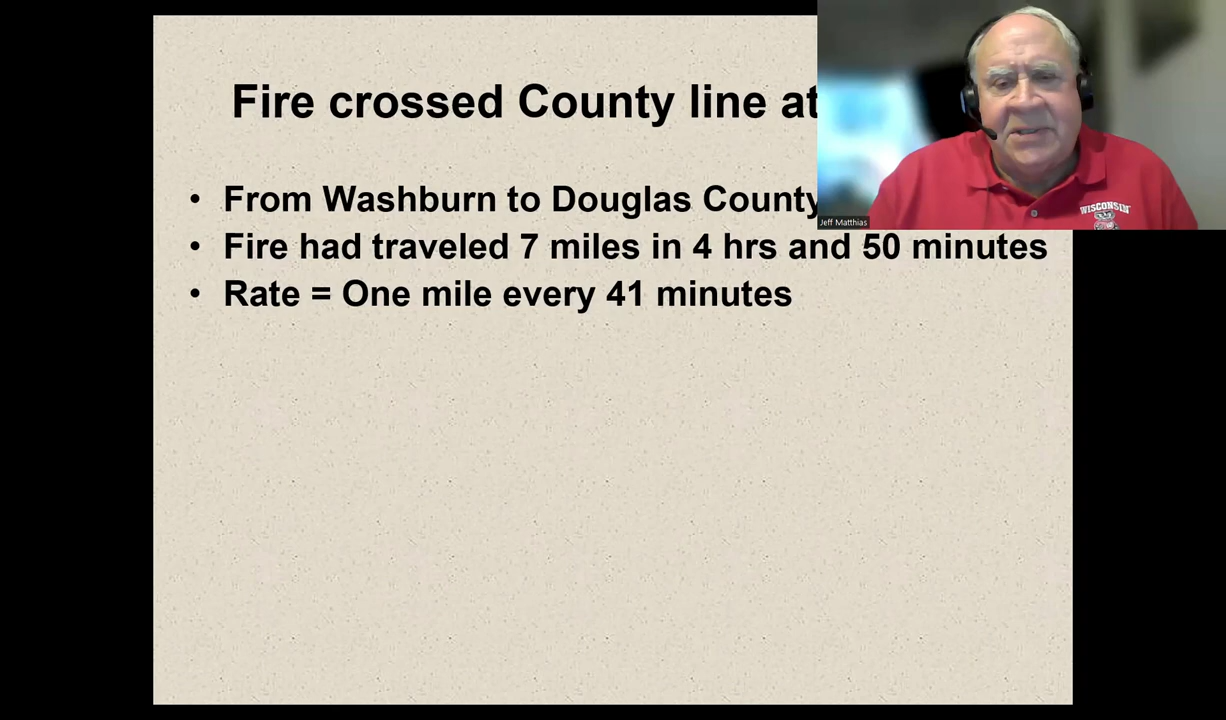 Fire crossed County line at
• From Washburn to Douglas County
• Fire had traveled 7 miles in 4 hrs and 50 minutes
• Rate = One mile every 41 minutes
Jeff Matthias
WISCONSIN